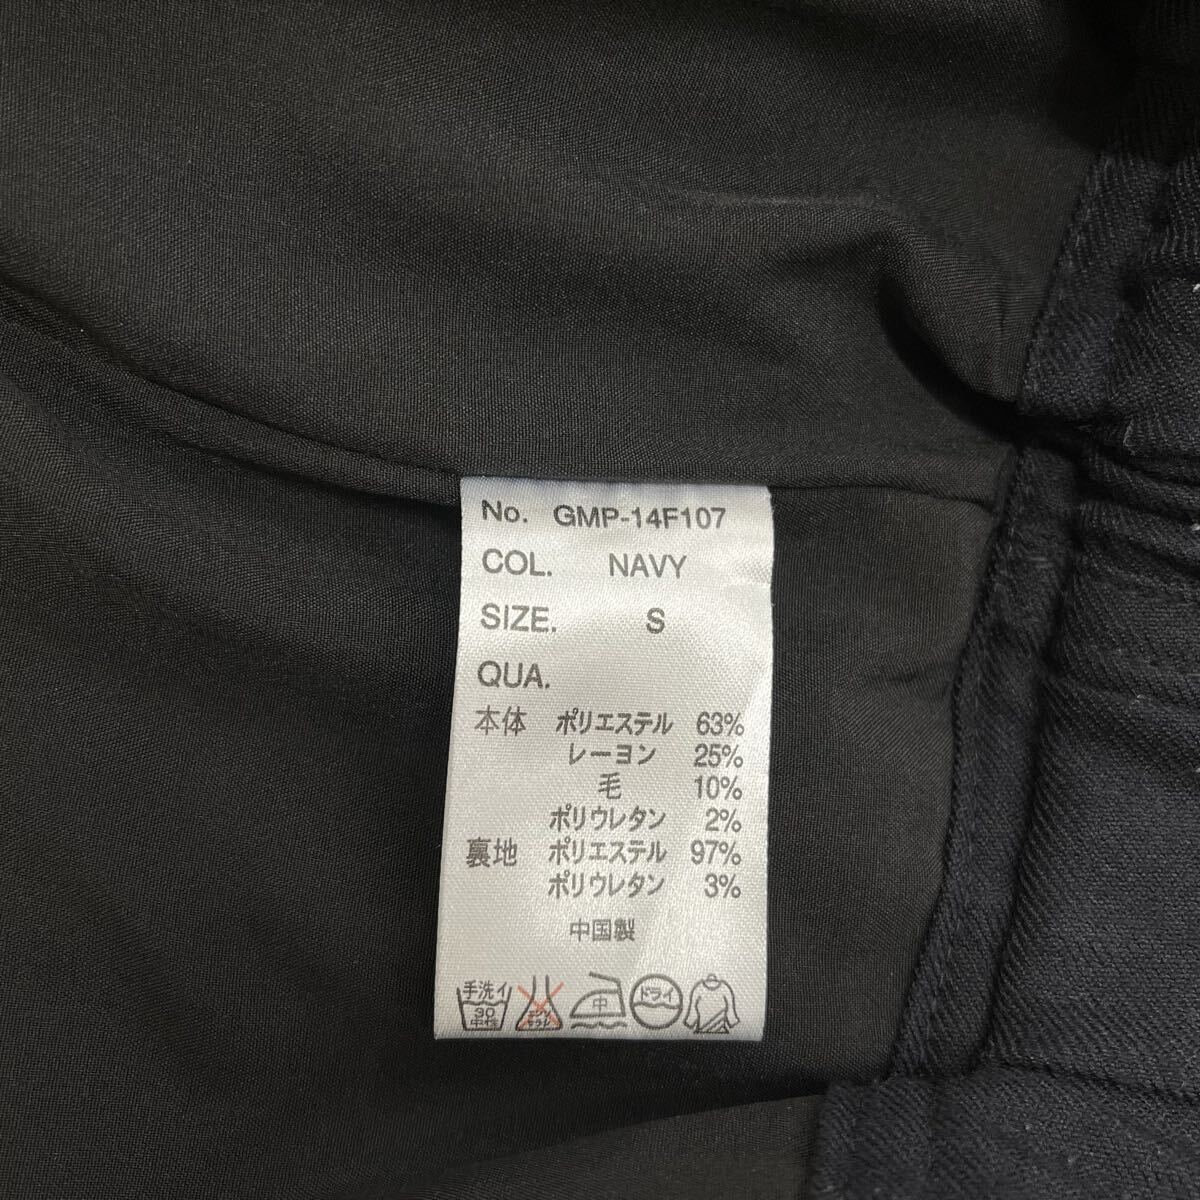 No. GMP-14F107
COL. NAVY
SIZE. S
QUA.
本体 ポリエステル 63%
レーヨン 25%
毛 10%
ポリウレタン 2%
裏地 ポリエステル 97%
ポリウレタン 3%
中国製
手洗イ 中 ドライ
30
中性